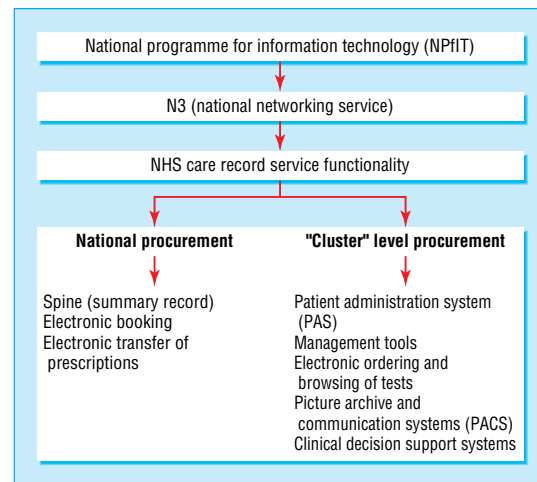 National programme for information technology (NPfIT)
N3 (national networking service)
NHS care record service functionality
National procurement
Spine (summary record)
Electronic booking
Electronic transfer of
prescriptions
"Cluster" level procurement
Patient administration system
(PAS)
Management tools
Electronic ordering and
browsing of tests
Picture archive and
communication systems (PACS)
Clinical decision support systems